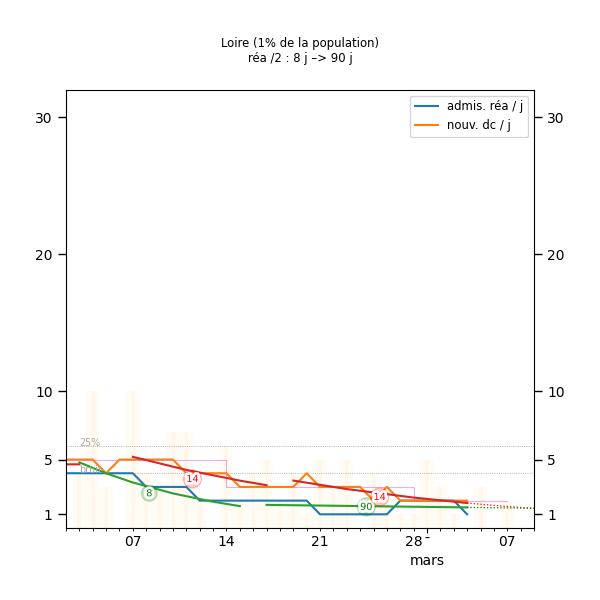 Loire (1% de la population)
réa /2 : 8 j –> 90 j
admis. réa / j
nouv. dc / j
30 30
20 20
10 10
25%
5 5
14
8
14
90
1 1
07 14 21 28 07
mars